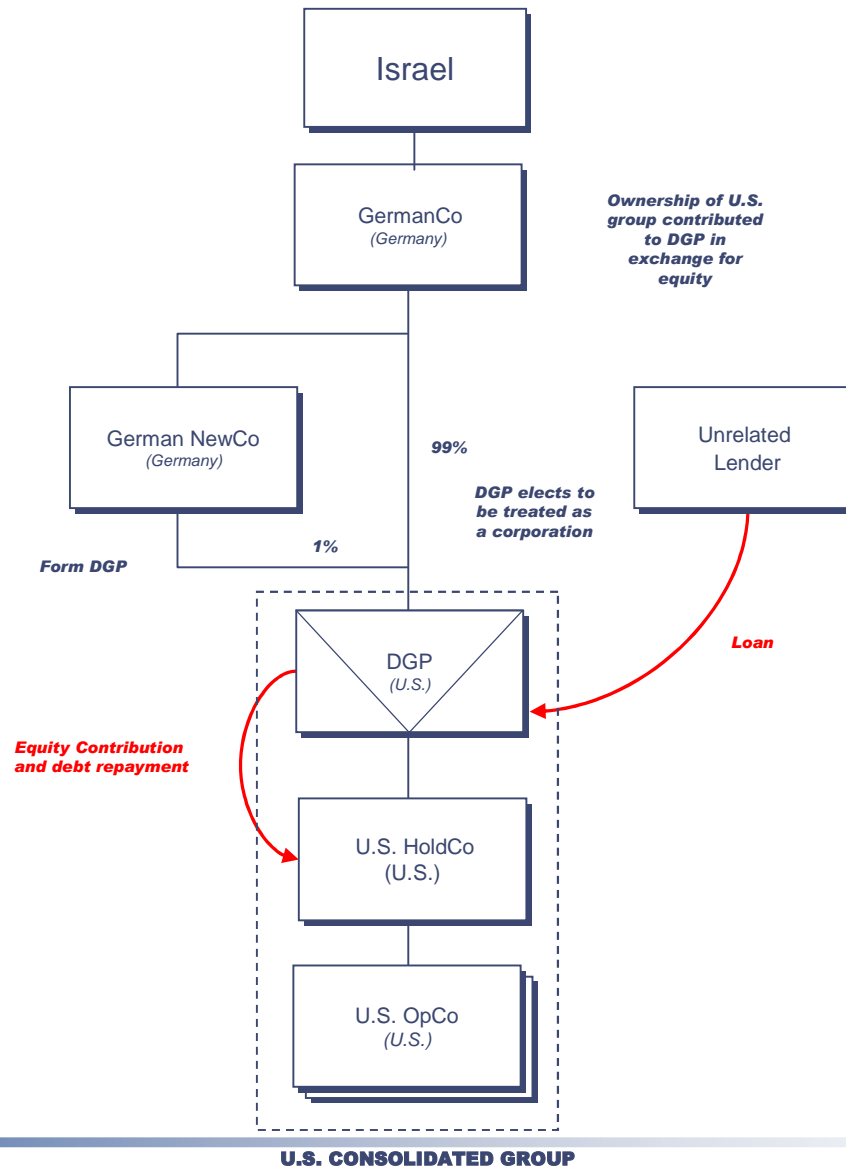 Israel
GermanCo
(Germany)
Ownership of U.S.
group contributed
to DGP in
exchange for
equity
German NewCo
(Germany)
99%
Unrelated
Lender
DGP elects to
be treated as
a corporation
1%
Form DGP
DGP
(U.S.)
Loan
Equity Contribution
and debt repayment
U.S. HoldCo
(U.S.)
U.S. OpCo
(U.S.)
U.S. CONSOLIDATED GROUP